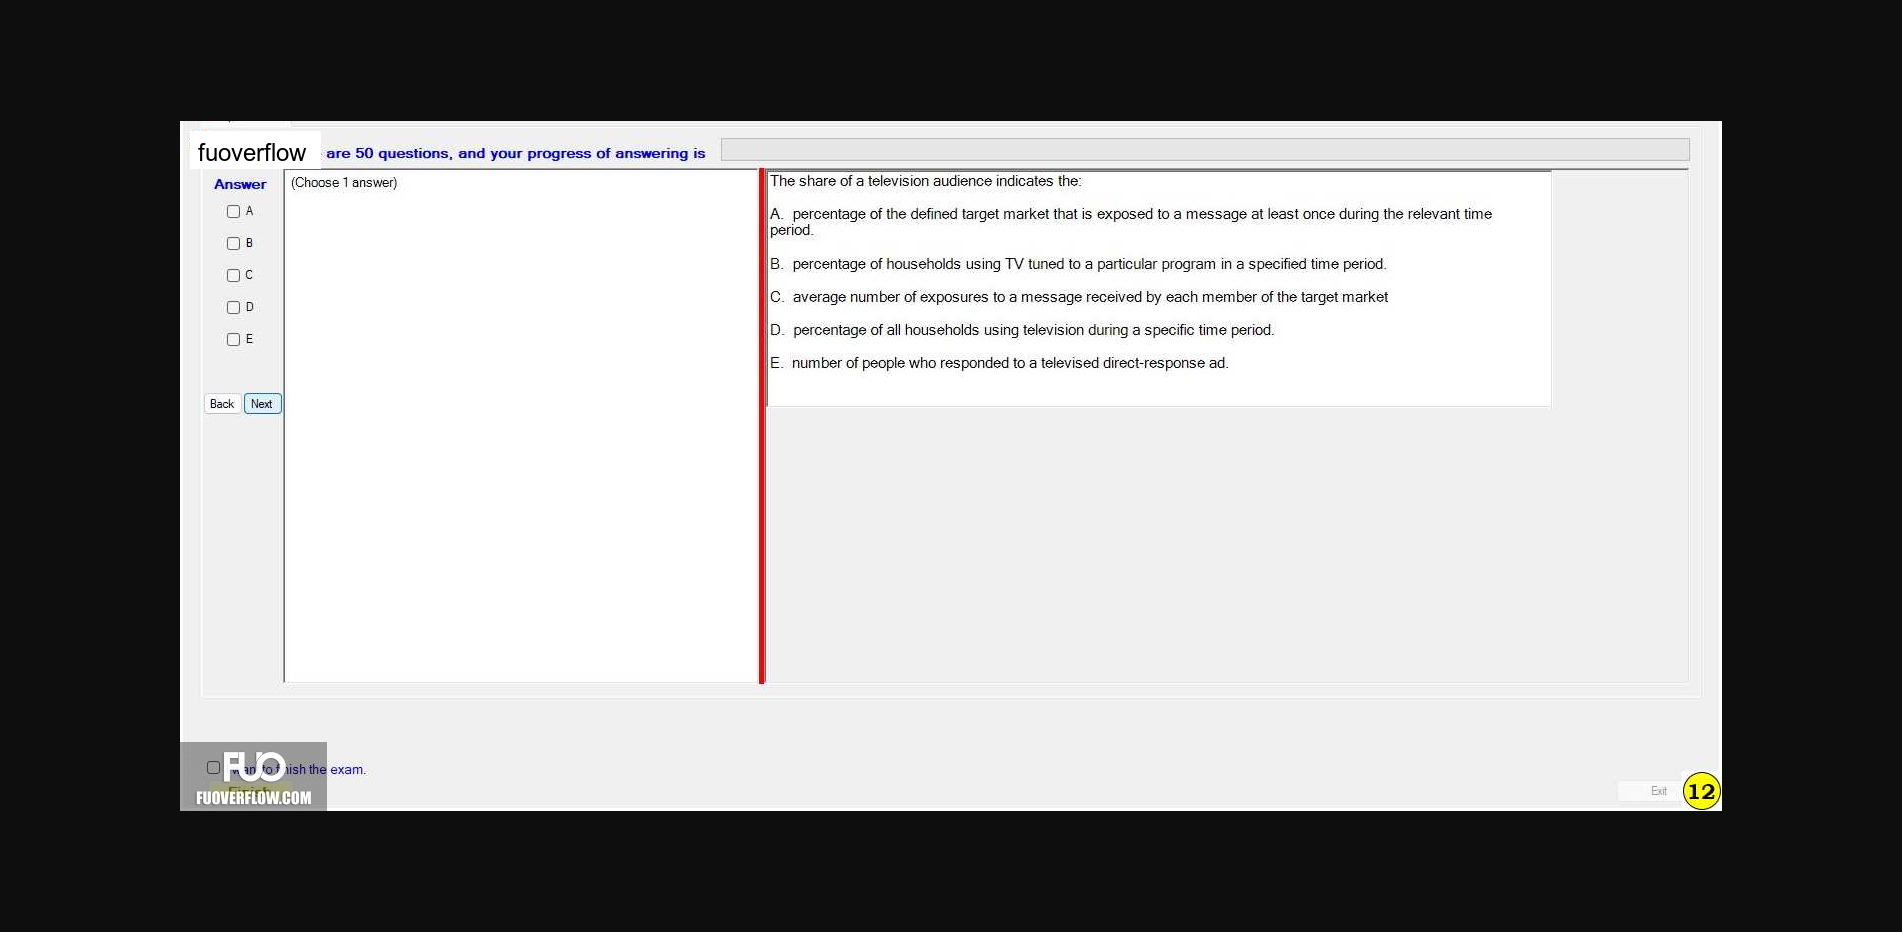 fuoverflow are 50 questions, and your progress of answering is
Answer
(Choose 1 answer)
A
B
C
D
E
Back Next
The share of a television audience indicates the:
A. percentage of the defined target market that is exposed to a message at least once during the relevant time
period.
B. percentage of households using TV tuned to a particular program in a specified time period.
C. average number of exposures to a message received by each member of the target market
D. percentage of all households using television during a specific time period.
E. number of people who responded to a televised direct-response ad.
FUO
want to finish the exam.
Finish
FUOVERFLOW.COM
Exit
12